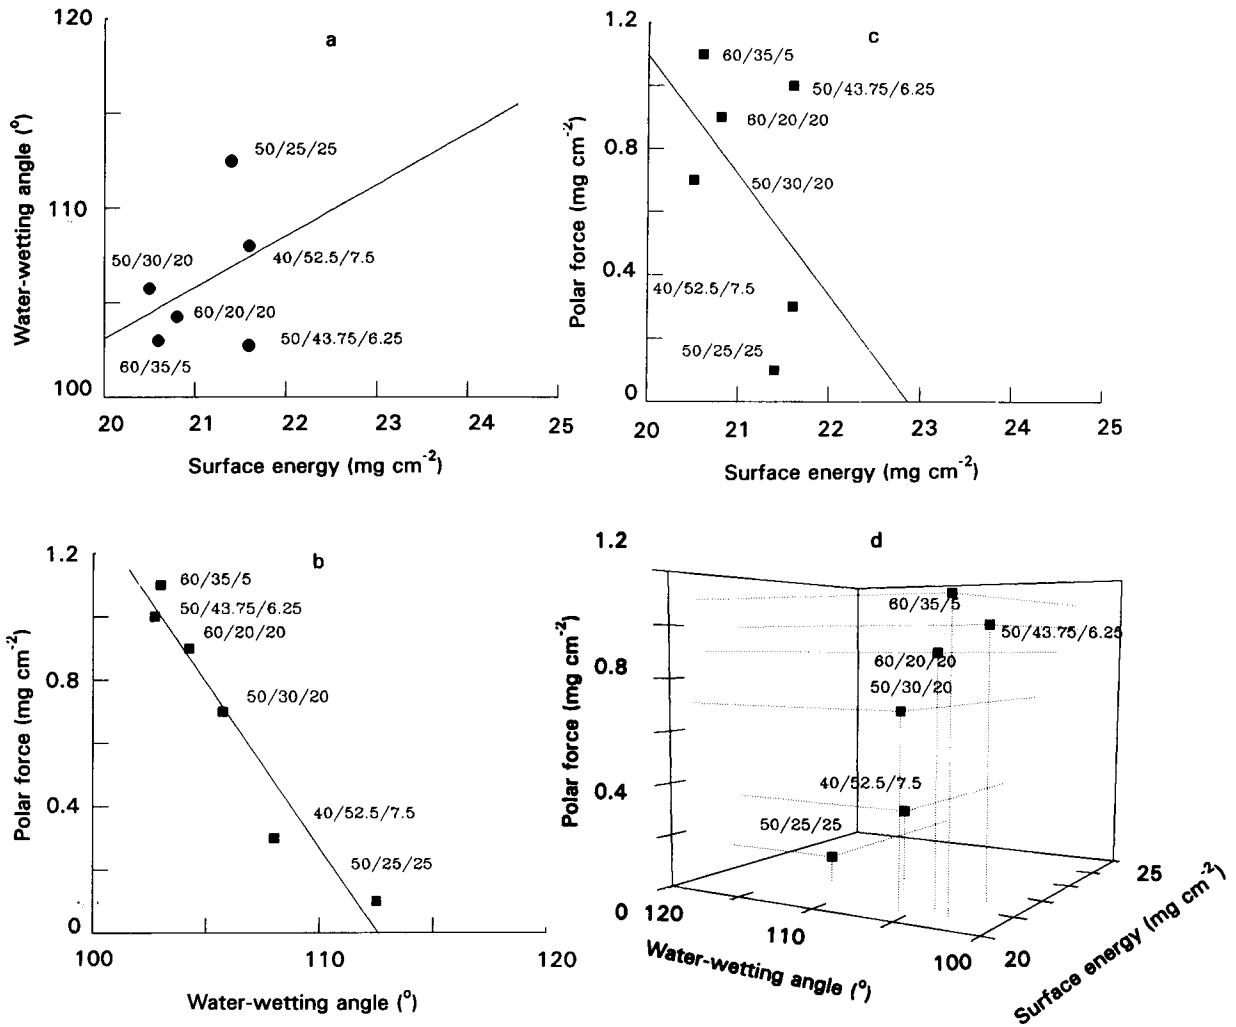 a
120
110
100
Water-wetting angle (°)
50/25/25
50/30/20
40/52.5/7.5
60/20/20
50/43.75/6.25
60/35/5
20 21 22 23 24 25
Surface energy (mg cm-2)
c
1.2
0.8
0.4
0
Polar force (mg cm-2)
60/35/5
50/43.75/6.25
60/20/20
50/30/20
40/52.5/7.5
50/25/25
20 21 22 23 24 25
Surface energy (mg cm-2)
b
1.2
0.8
0.4
0
Polar force (mg cm-2)
60/35/5
50/43.75/6.25
60/20/20
50/30/20
40/52.5/7.5
50/25/25
100 110 120
Water-wetting angle (°)
d
1.2
0.8
0.4
0
Polar force (mg cm-2)
60/35/5
50/43.75/6.25
60/20/20
50/30/20
40/52.5/7.5
50/25/25
120 110 100
Water-wetting angle (°)
20 25
Surface energy (mg cm-2)